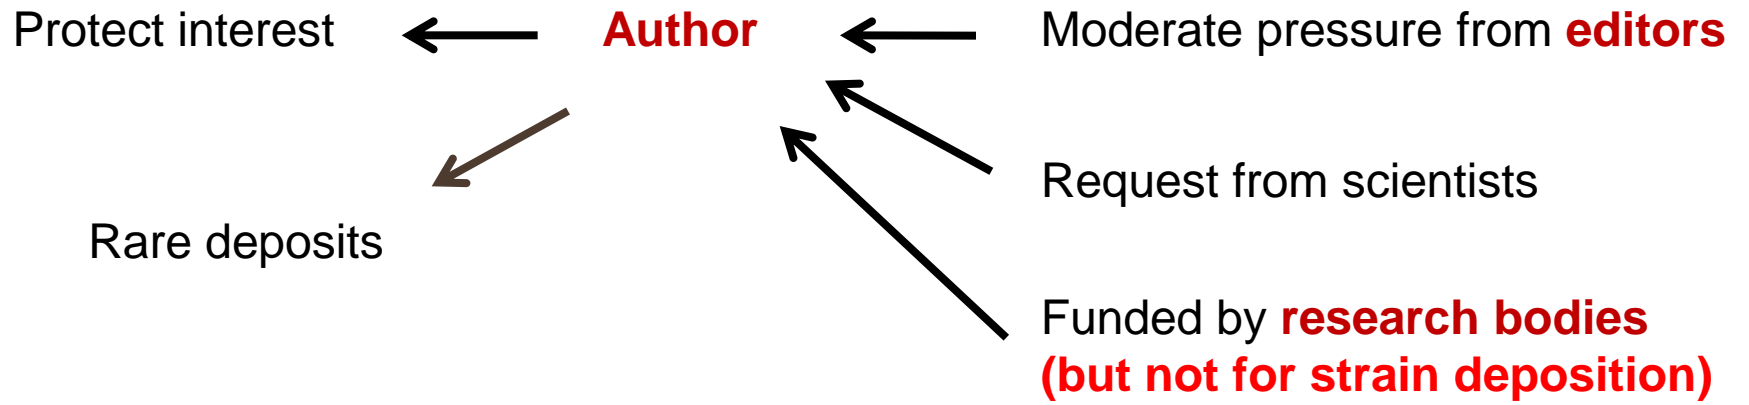 Protect interest
Author
Moderate pressure from editors
Request from scientists
Rare deposits
Funded by research bodies
(but not for strain deposition)